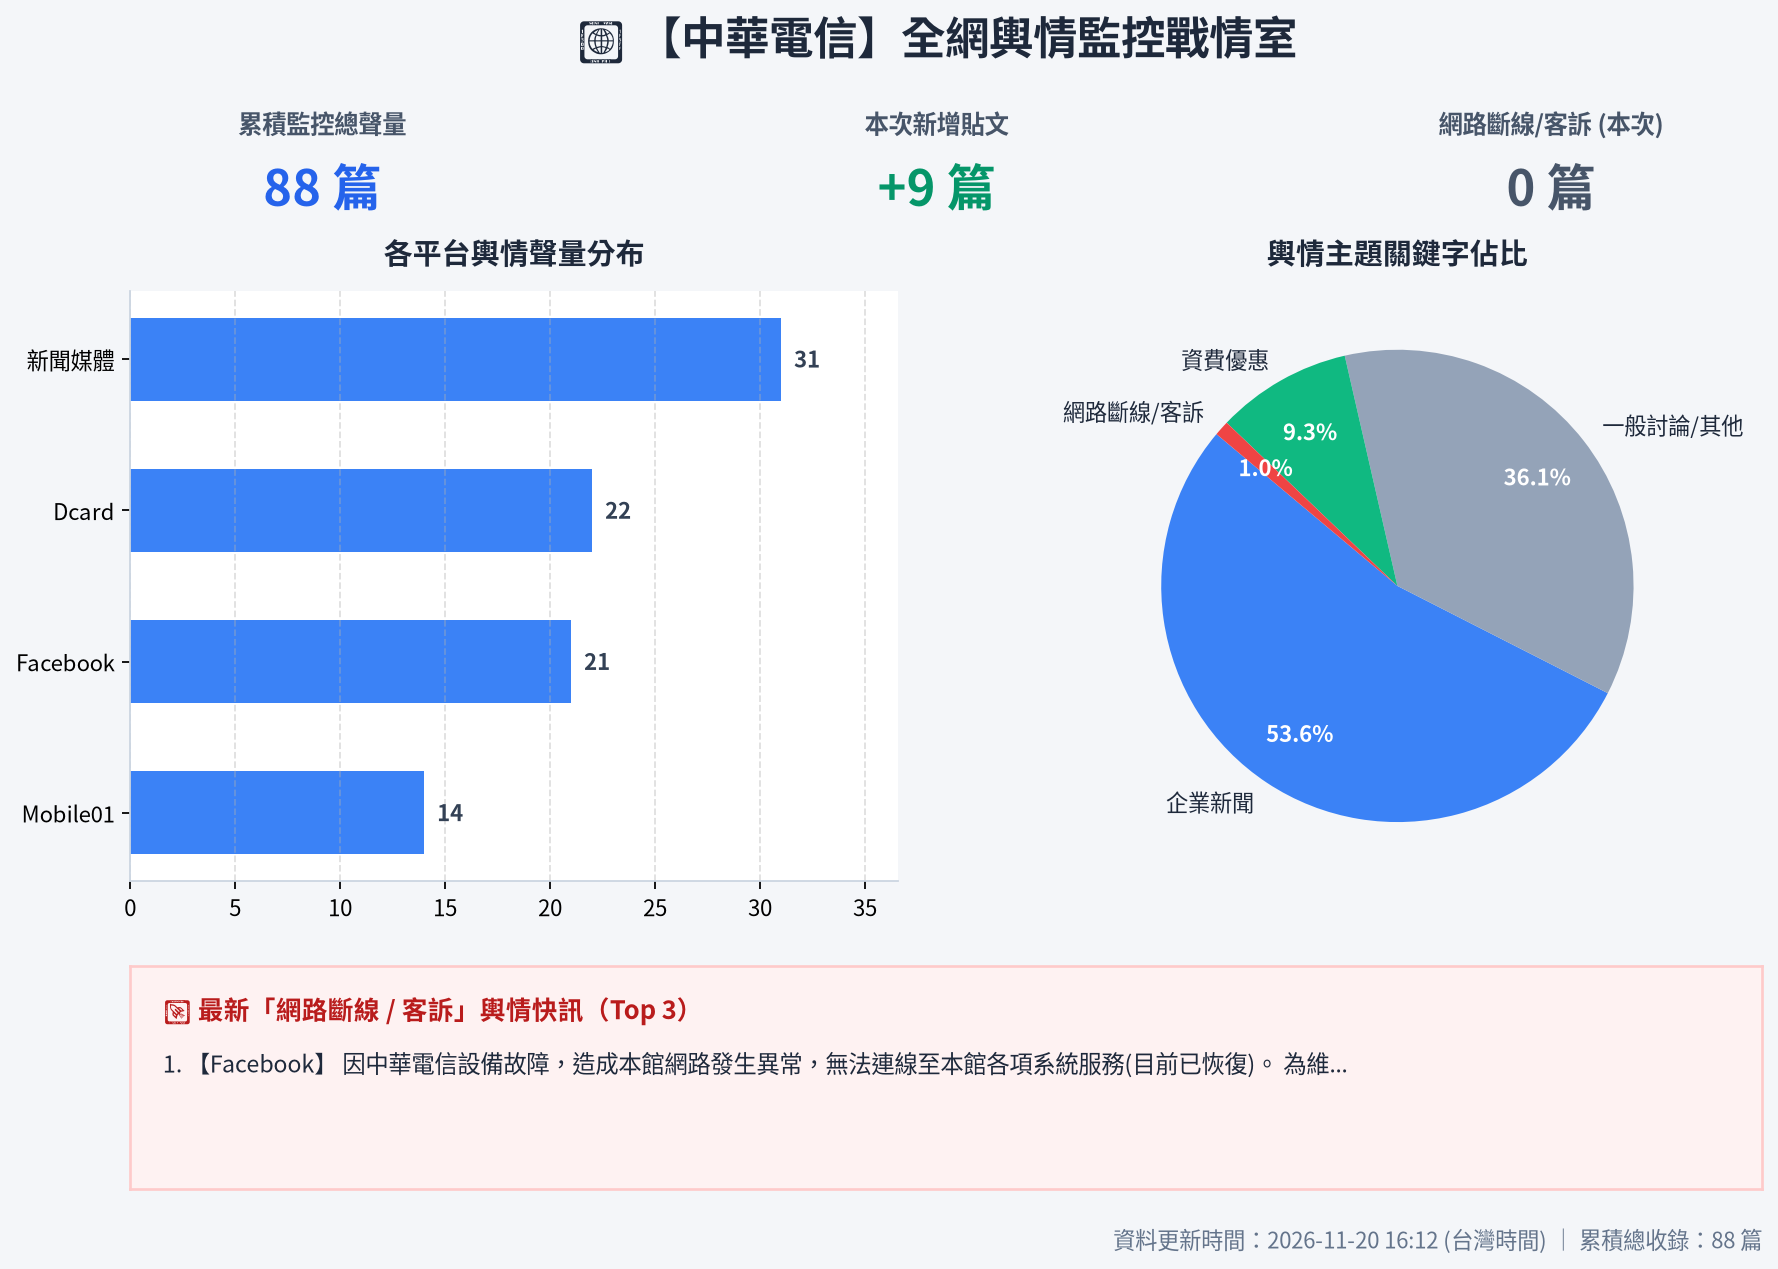 【中華電信】全網輿情監控戰情室
累積監控總聲量
88 篇
本次新增貼文
+9 篇
網路斷線/客訴 (本次)
0 篇
各平台輿情聲量分布
新聞媒體
31
Dcard
22
Facebook
21
Mobile01
14
0 5 10 15 20 25 30 35
輿情主題關鍵字佔比
資費優惠
9.3%
網路斷線/客訴
1.0%
一般討論/其他
36.1%
53.6%
企業新聞
最新「網路斷線 / 客訴」輿情快訊（Top 3）
1. 【Facebook】 因中華電信設備故障，造成本館網路發生異常，無法連線至本館各項系統服務(目前已恢復)。 為維...
資料更新時間：2026-11-20 16:12 (台灣時間) ｜ 累積總收錄：88 篇